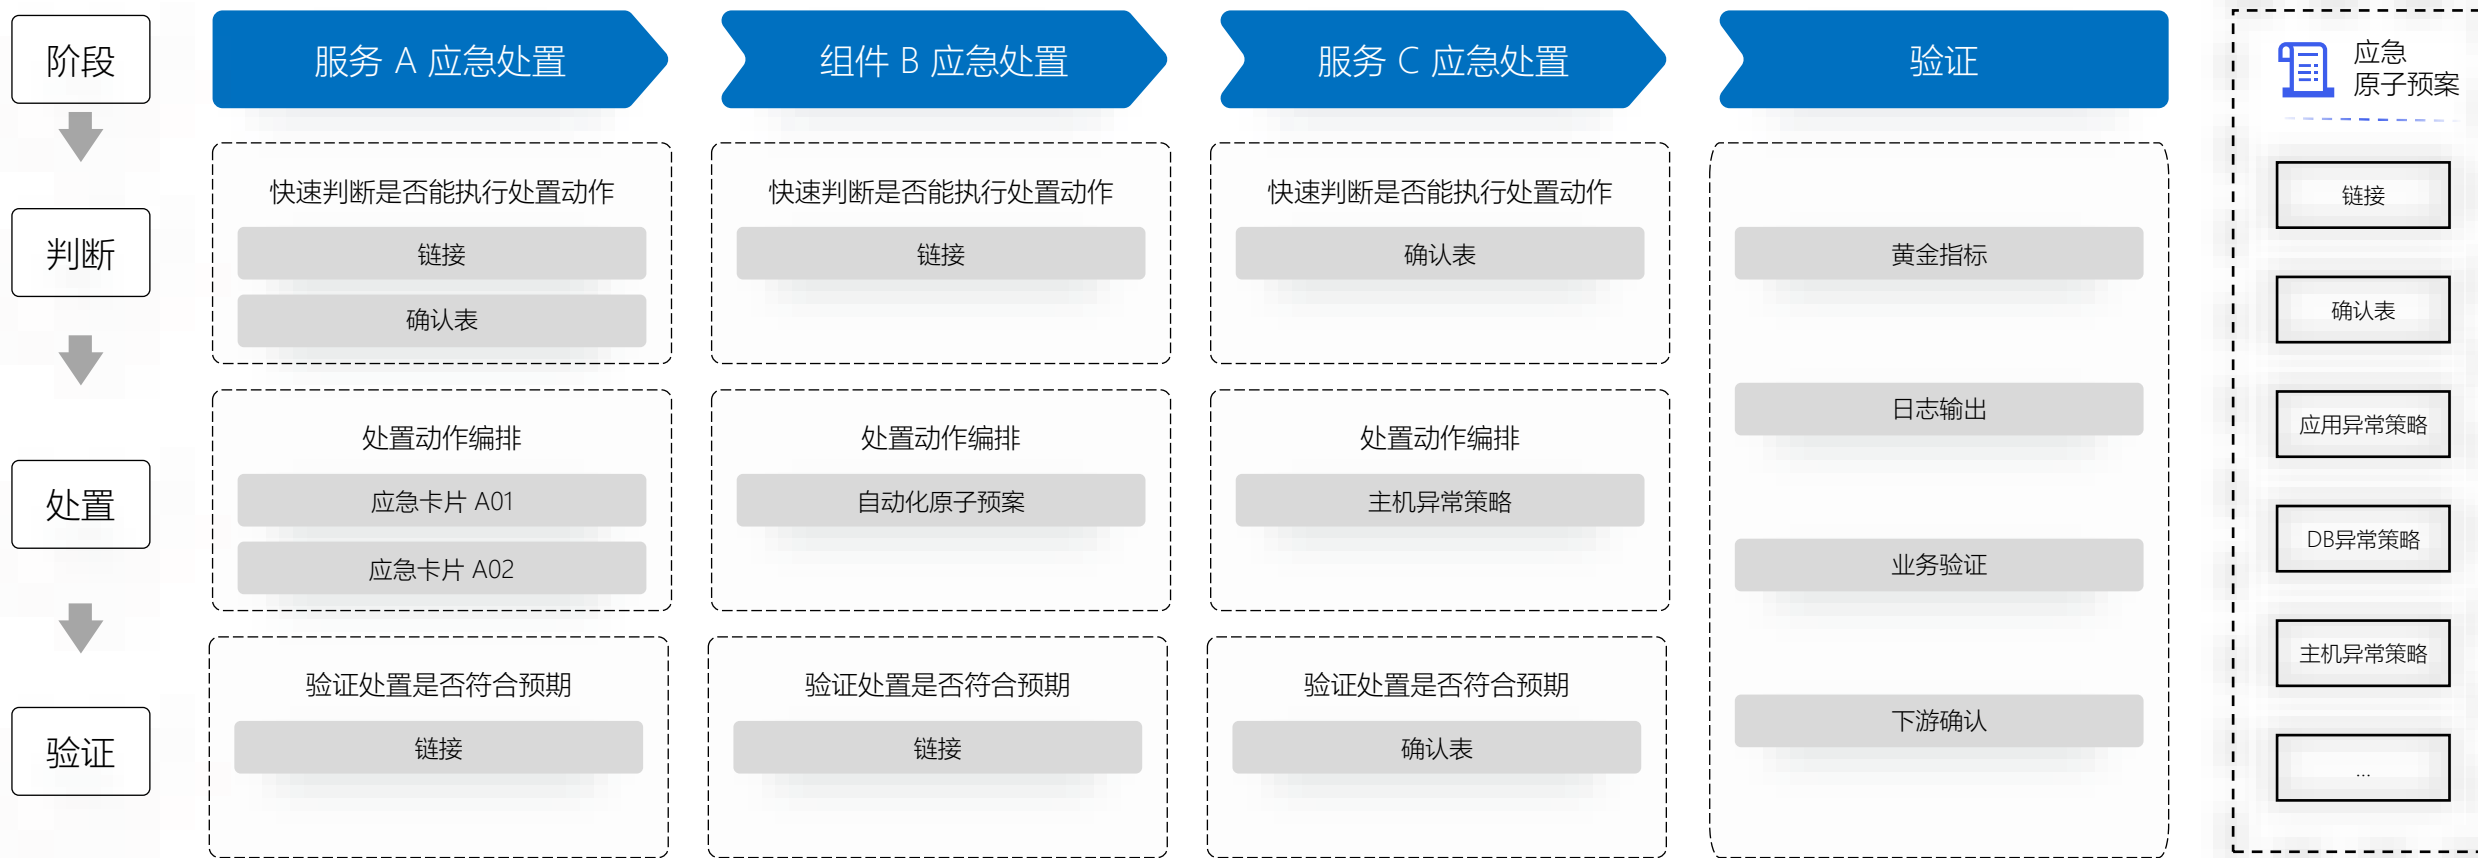 阶段
服务 A 应急处置
组件 B 应急处置
服务 C 应急处置
验证
应急
原子预案
判断
快速判断是否能执行处置动作
链接
确认表
快速判断是否能执行处置动作
链接
快速判断是否能执行处置动作
确认表
处置
处置动作编排
应急卡片 A01
应急卡片 A02
处置动作编排
自动化原子预案
处置动作编排
主机异常策略
验证
验证处置是否符合预期
链接
验证处置是否符合预期
链接
验证处置是否符合预期
确认表
黄金指标
日志输出
业务验证
下游确认
链接
确认表
应用异常策略
DB异常策略
主机异常策略
...